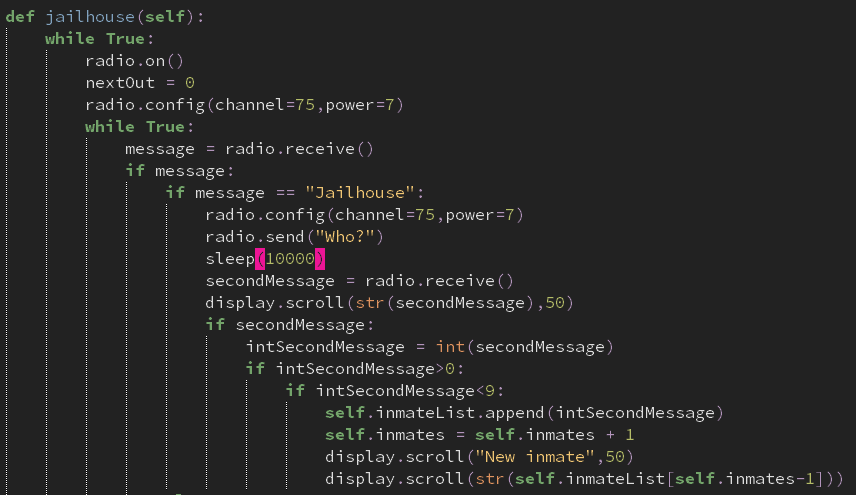 def jailhouse(self):
    while True:
        radio.on()
        nextOut = 0
        radio.config(channel=75,power=7)
        while True:
            message = radio.receive()
            if message:
                if message == "Jailhouse":
                    radio.config(channel=75,power=7)
                    radio.send("Who?")
                    sleep(10000)
                    secondMessage = radio.receive()
                    display.scroll(str(secondMessage),50)
                    if secondMessage:
                        intSecondMessage = int(secondMessage)
                        if intSecondMessage>0:
                            if intSecondMessage<9:
                                self.inmateList.append(intSecondMessage)
                                self.inmates = self.inmates + 1
                                display.scroll("New inmate",50)
                                display.scroll(str(self.inmateList[self.inmates-1]))